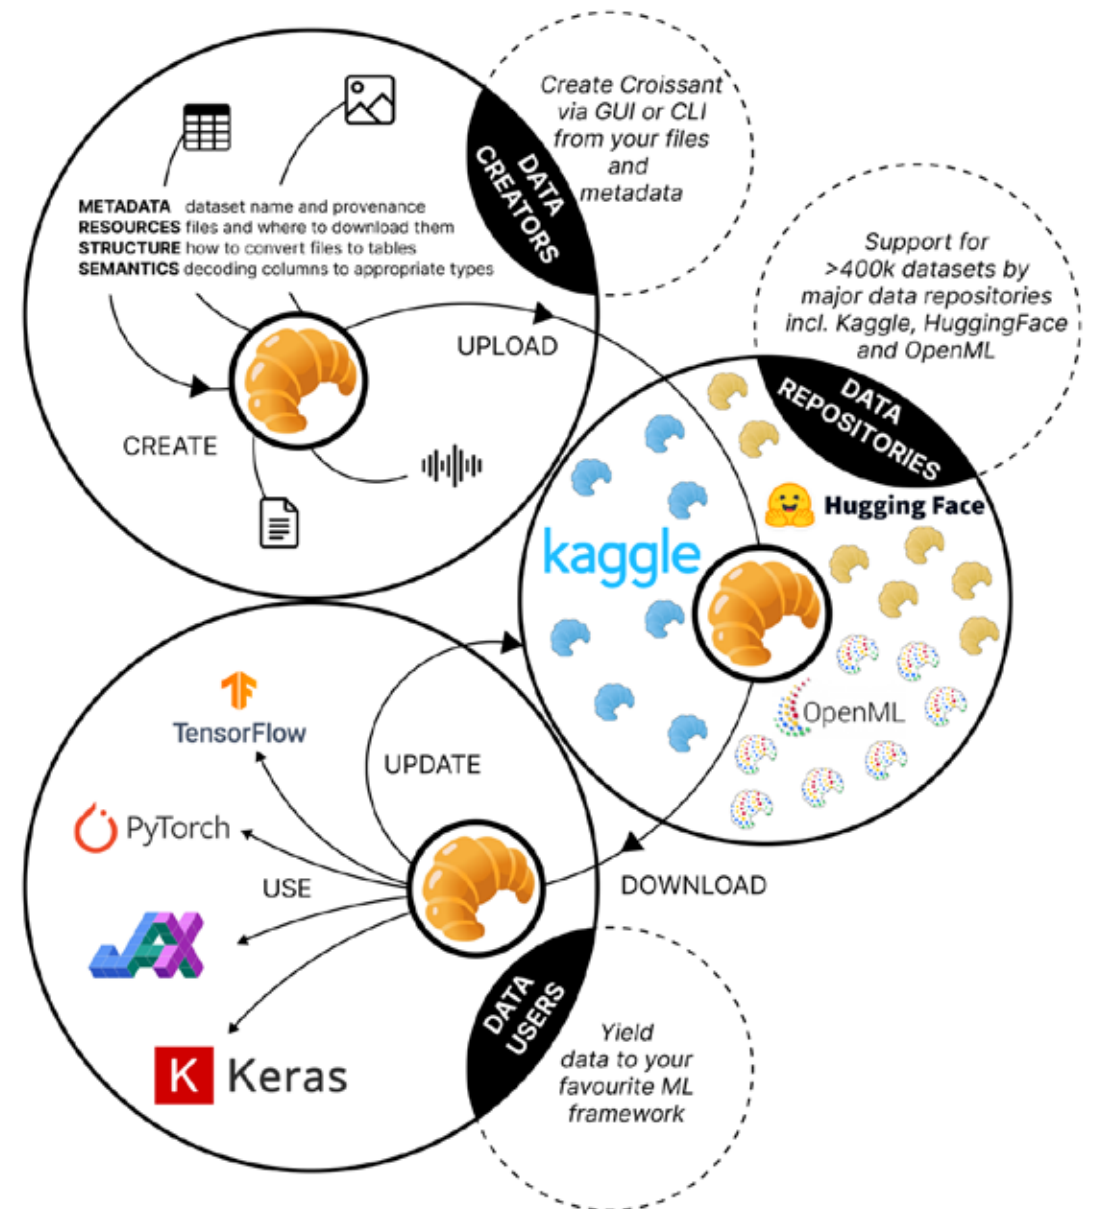 Create Croissant
via GUI or CLI
from your files
and
metadata
DATA
CREATORS
METADATA dataset name and provenance
RESOURCES files and where to download them
STRUCTURE how to convert files to tables
SEMANTICS decoding columns to appropriate types
UPLOAD
CREATE
Support for
>400k datasets by
major data repositories
incl. Kaggle, HuggingFace
and OpenML
DATA
REPOSITORIES
Hugging Face
kaggle
OpenML
TensorFlow
UPDATE
PyTorch
USE
DOWNLOAD
JAX
K Keras
DATA
USERS
Yield
data to your
favourite ML
framework